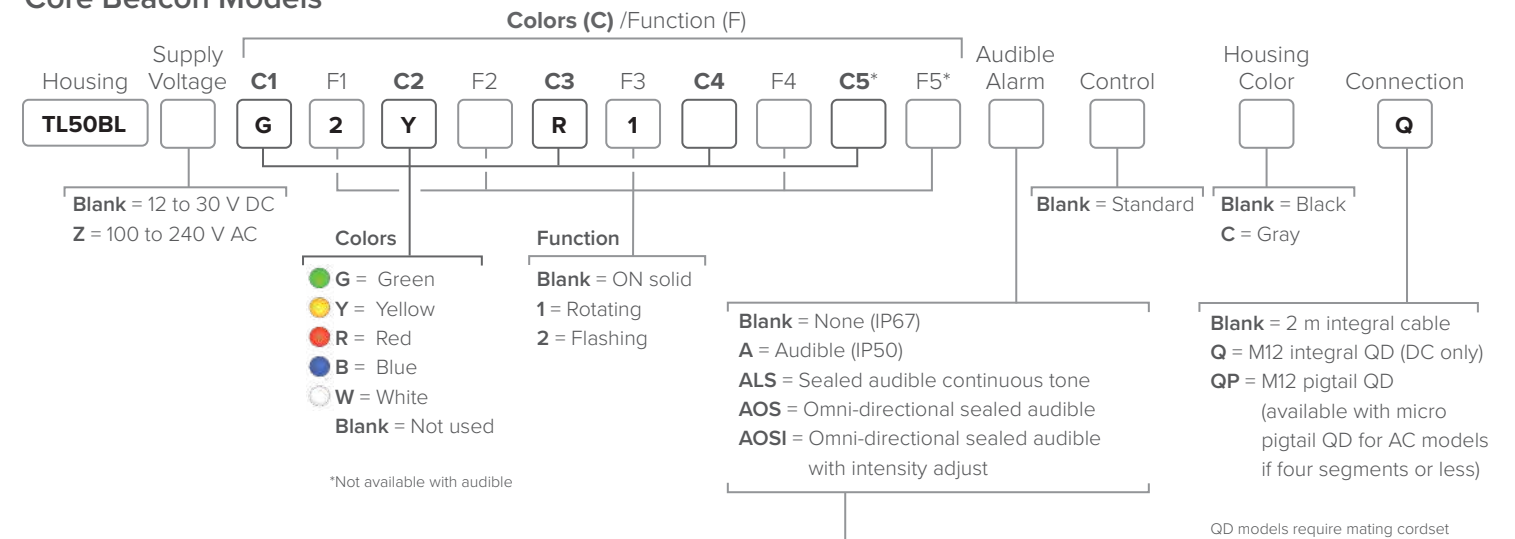 Core Beacon Models
Colors (C) /Function (F)
Housing
Supply Voltage
C1
F1
C2
F2
C3
F3
C4
F4
C5*
F5*
Audible Alarm
Control
Housing Color
Connection
TL50BL
G
2
Y
R
1
Q
Blank = 12 to 30 V DC
Z = 100 to 240 V AC
Colors
G = Green
Y = Yellow
R = Red
B = Blue
W = White
Blank = Not used
*Not available with audible
Function
Blank = ON solid
1 = Rotating
2 = Flashing
Blank = None (IP67)
A = Audible (IP50)
ALS = Sealed audible continuous tone
AOS = Omni-directional sealed audible
AOSI = Omni-directional sealed audible
with intensity adjust
Blank = Standard
Blank = Black
C = Gray
Blank = 2 m integral cable
Q = M12 integral QD (DC only)
QP = M12 pigtail QD
(available with micro
pigtail QD for AC models
if four segments or less)
QD models require mating cordset